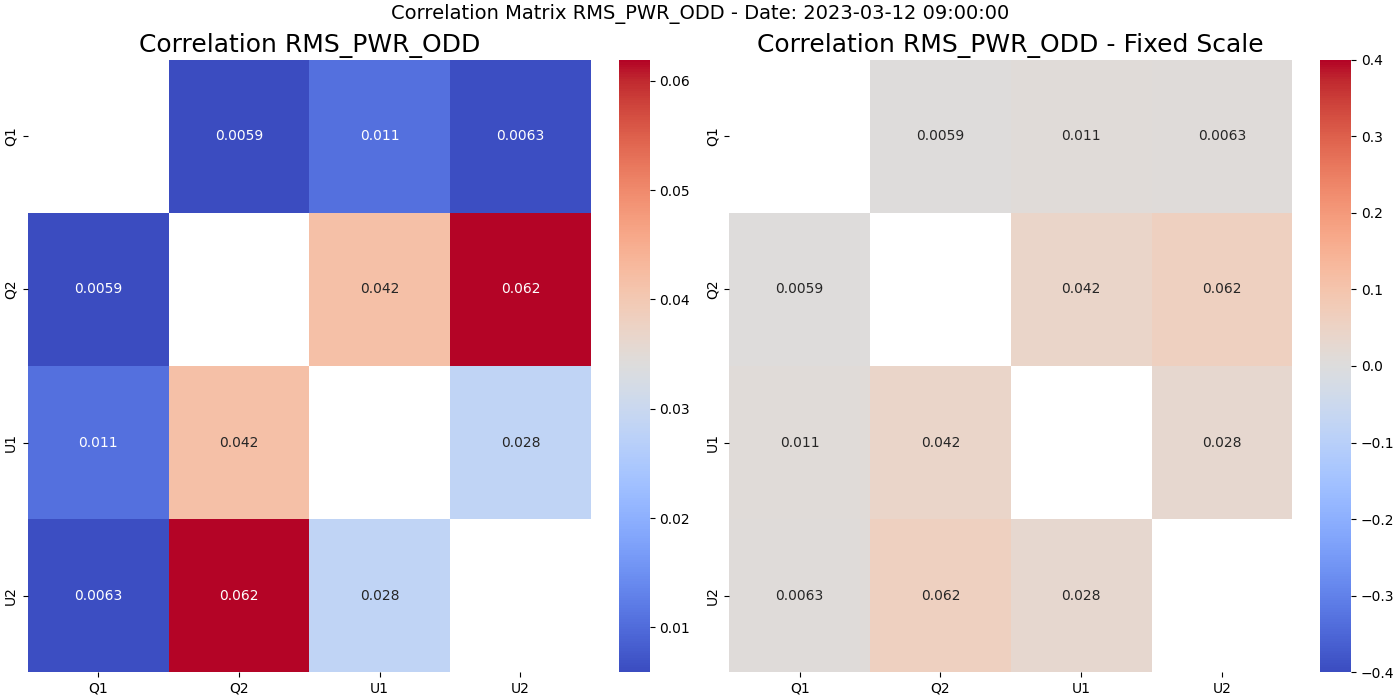 Correlation Matrix RMS_PWR_ODD - Date: 2023-03-12 09:00:00
Correlation RMS_PWR_ODD
Q1
0.0059 0.011 0.0063
Q2
0.0059 0.042 0.062
U1
0.011 0.042 0.028
U2
0.0063 0.062 0.028
Q1 Q2 U1 U2
0.06
0.05
0.04
0.03
0.02
0.01
Correlation RMS_PWR_ODD - Fixed Scale
Q1
0.0059 0.011 0.0063
Q2
0.0059 0.042 0.062
U1
0.011 0.042 0.028
U2
0.0063 0.062 0.028
Q1 Q2 U1 U2
0.4
0.3
0.2
0.1
0.0
−0.1
−0.2
−0.3
−0.4